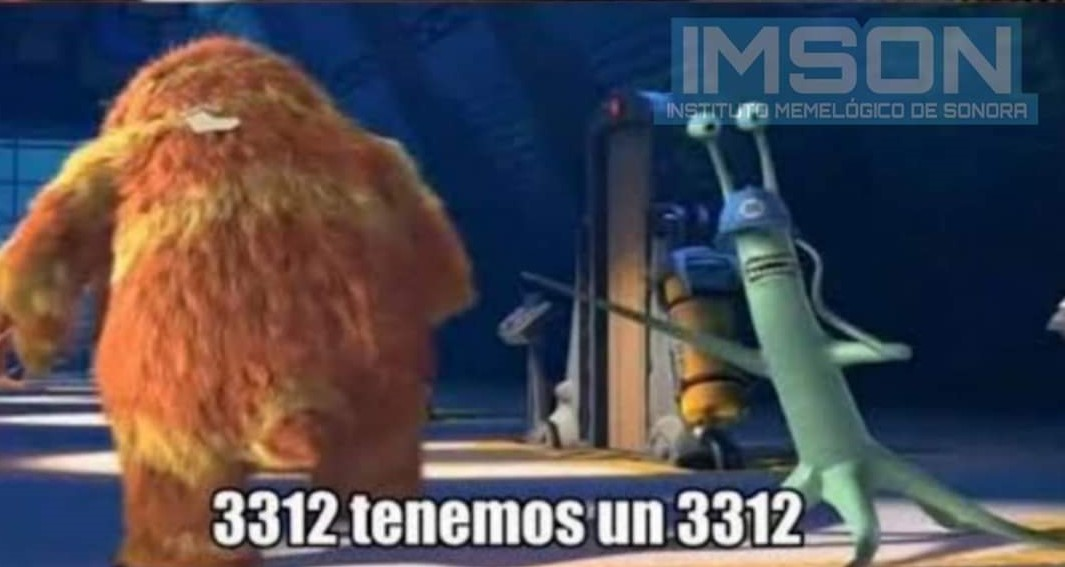 IMSON
INSTITUTO MEMELÓGICO DE SONORA
3312 tenemos un 3312